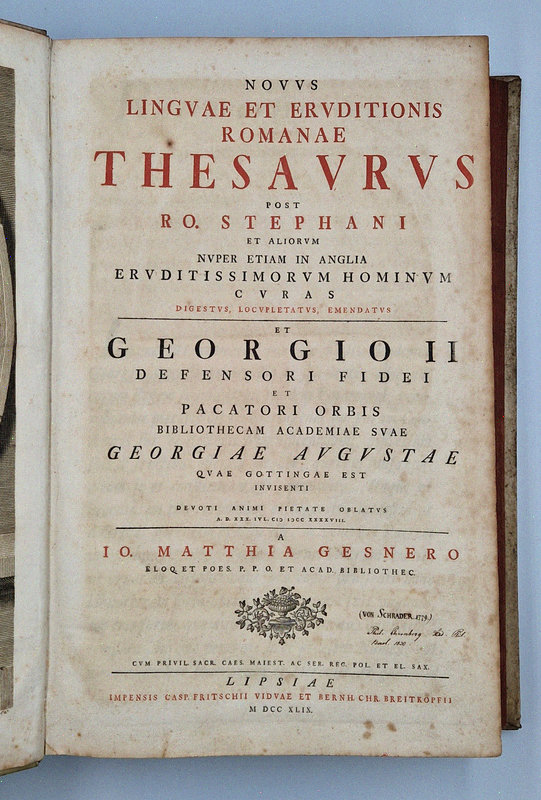 NOVVS
LINGVAE ET ERVDITIONIS
ROMANAE
THESAVRVS
POST
RO. STEPHANI
ET ALIORVM
NVPER ETIAM IN ANGLIA
ERVDITISSIMORVM HOMINVM
CVRAS
DIGESTVS, LOCVPLETATVS, EMENDATVS
ET
GEORGIO II
DEFENSORI FIDEI
ET
PACATORI ORBIS
BIBLIOTHECAM ACADEMIAE SVAE
GEORGIAE AVGVSTAE
QVAE GOTTINGAE EST
INVISENTI
DEVOTI ANIMI PIETATE OBLATVS
A. D. XXX. IVL. CIↃ IↃCC XXXXVIII.
A
IO. MATTHIA GESNERO
ELOQ. ET POES. P. P. O. ET ACAD. BIBLIOTHEC.
(VON SCHRADER 1779.)
CVM PRIVIL. SACR. CAES. MAIEST. AC SER. REG. POL. ET EL. SAX.
LIPSIAE
IMPENSIS CASP. FRITSCHII VIDVAE ET BERNH. CHR. BREITKOPFII
M DCC XLIX.